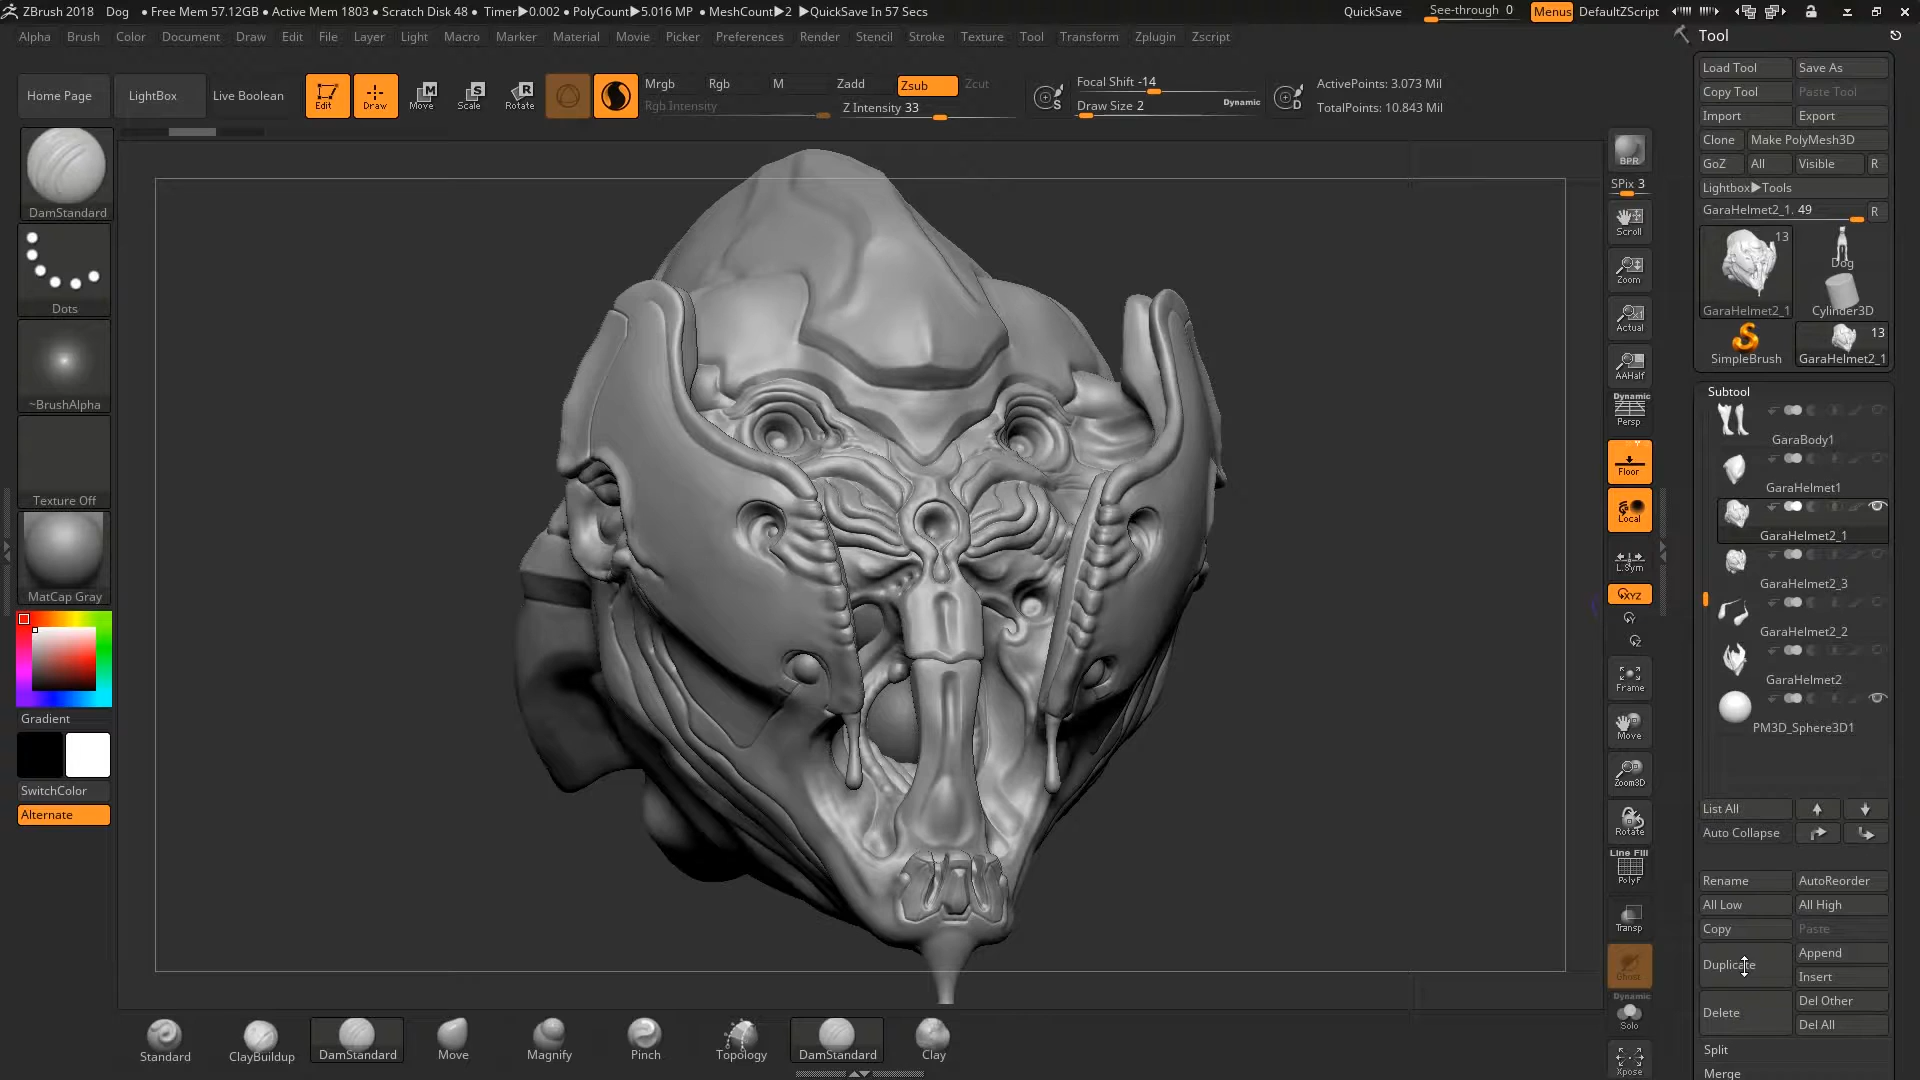 ZBrush 2018 Dog • Free Mem 57.12GB • Active Mem 1803 • Scratch Disk 48 • Timer▶0.002 • PolyCount▶5.016 MP • MeshCount▶2 ▶QuickSave In 57 Secs QuickSave See-through 0 Menus DefaultZScript
Alpha Brush Color Document Draw Edit File Layer Light Macro Marker Material Movie Picker Preferences Render Stencil Stroke Texture Tool Transform Zplugin Zscript
Tool
Home Page LightBox Live Boolean Edit Draw Move Scale Rotate
M S R
Mrgb Rgb M Zadd Zsub Zcut
Rgb Intensity Z Intensity 33
S Focal Shift -14
Draw Size 2 Dynamic
D ActivePoints: 3.073 Mil
TotalPoints: 10.843 Mil
DamStandard
Dots
~BrushAlpha
Texture Off
MatCap Gray
Gradient
SwitchColor
Alternate
BPR
SPix 3
Scroll
Zoom
Actual
AAHalf
Dynamic
Persp
Floor
Local
L.Sym
XYZ
Y
Z
Frame
Move
Zoom3D
Rotate
Line Fill
PolyF
Transp
Ghost
Dynamic
Solo
Xpose
Load Tool Save As
Copy Tool Paste Tool
Import Export
Clone Make PolyMesh3D
GoZ All Visible R
Lightbox▶Tools
GaraHelmet2_1. 49 R
13
Dog
GaraHelmet2_1 Cylinder3D
13
SimpleBrush GaraHelmet2_1
Subtool
GaraBody1
GaraHelmet1
GaraHelmet2_1
GaraHelmet2_3
GaraHelmet2_2
GaraHelmet2
PM3D_Sphere3D1
List All
Auto Collapse
Rename AutoReorder
All Low All High
Copy Paste
Duplicate Append
Insert
Delete Del Other
Del All
Split
Merge
Standard ClayBuildup DamStandard Move Magnify Pinch Topology DamStandard Clay